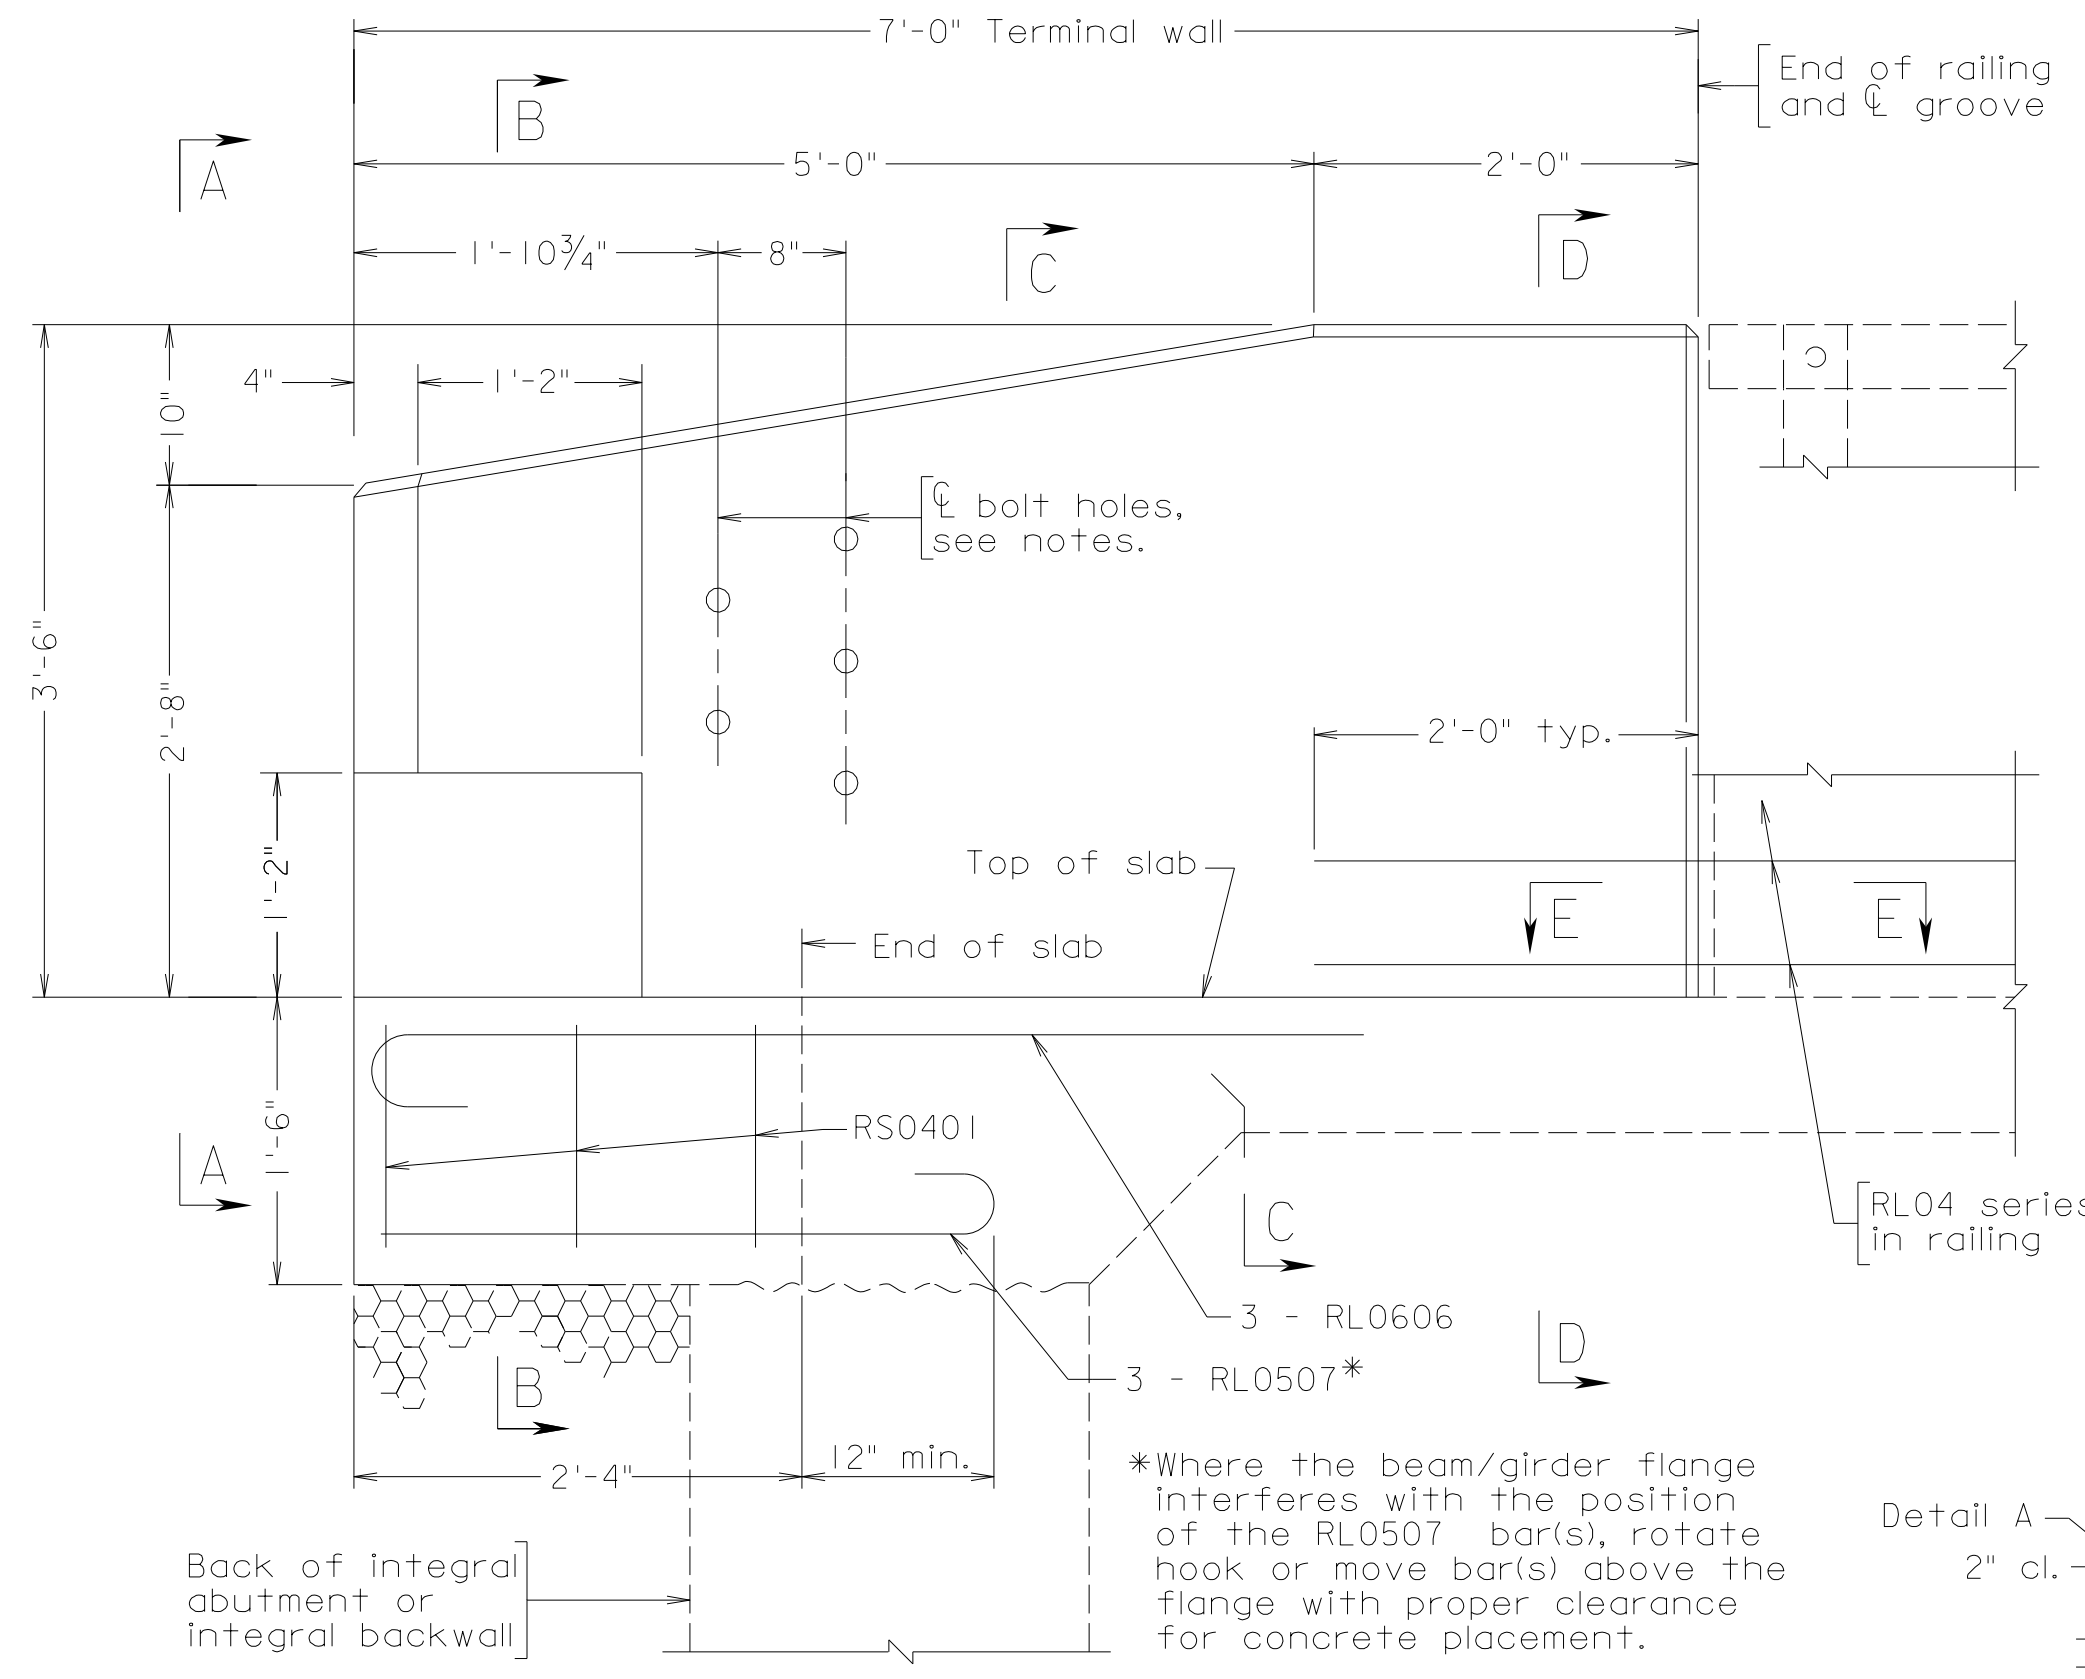 7'-0" Terminal wall
End of railing
and ℄ groove
B
A
5'-0"
2'-0"
1'-10¾"
8"
C
D
4"
1'-2"
10"
℄ bolt holes,
see notes.
3'-6"
2'-8"
2'-0" typ.
1'-2"
Top of slab
E
E
End of slab
1'-6"
RS0401
A
C
RL04 series
in railing
3 - RL0606
D
3 - RL0507*
B
12" min.
2'-4"
*Where the beam/girder flange
interferes with the position
of the RL0507 bar(s), rotate
hook or move bar(s) above the
flange with proper clearance
for concrete placement.
Detail A
2" cl.
Back of integral
abutment or
integral backwall